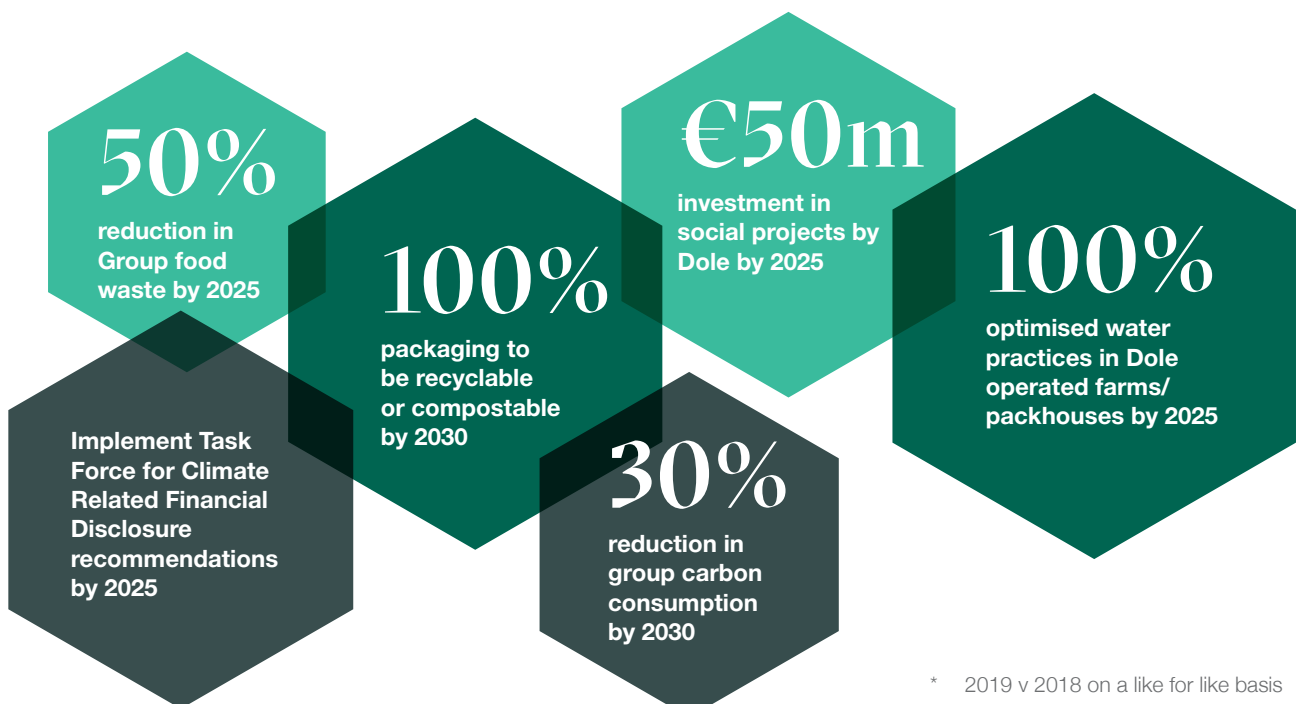 50%
reduction in
Group food
waste by 2025
100%
packaging to
be recyclable
or compostable
by 2030
€50m
investment in
social projects by
Dole by 2025
100%
optimised water
practices in Dole
operated farms/
packhouses by 2025
Implement Task
Force for Climate
Related Financial
Disclosure
recommendations
by 2025
30%
reduction in
group carbon
consumption
by 2030
* 2019 v 2018 on a like for like basis